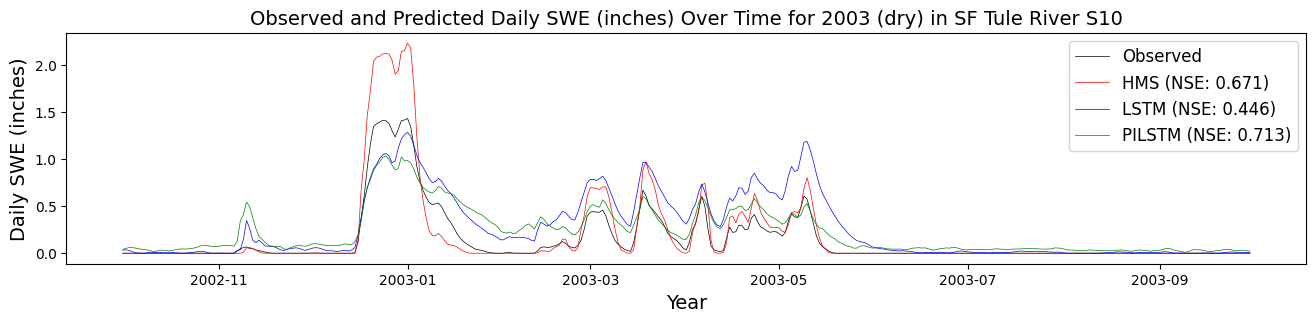 Observed and Predicted Daily SWE (inches) Over Time for 2003 (dry) in SF Tule River S10
Observed
HMS (NSE: 0.671)
LSTM (NSE: 0.446)
PILSTM (NSE: 0.713)
Daily SWE (inches)
2.0
1.5
1.0
0.5
0.0
2002-11
2003-01
2003-03
2003-05
2003-07
2003-09
Year